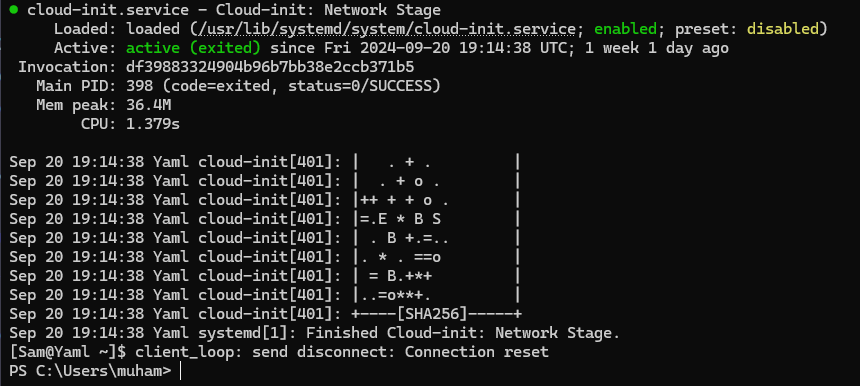 ● cloud-init.service - Cloud-init: Network Stage
     Loaded: loaded (/usr/lib/systemd/system/cloud-init.service; enabled; preset: disabled)
     Active: active (exited) since Fri 2024-09-20 19:14:38 UTC; 1 week 1 day ago
 Invocation: df39883324904b96b7bb38e2ccb371b5
   Main PID: 398 (code=exited, status=0/SUCCESS)
   Mem peak: 36.4M
        CPU: 1.379s

Sep 20 19:14:38 Yaml cloud-init[401]: |   . + .         |
Sep 20 19:14:38 Yaml cloud-init[401]: |  . + o .        |
Sep 20 19:14:38 Yaml cloud-init[401]: |++ + + o .       |
Sep 20 19:14:38 Yaml cloud-init[401]: |=.E * B S        |
Sep 20 19:14:38 Yaml cloud-init[401]: | . B +.=..       |
Sep 20 19:14:38 Yaml cloud-init[401]: |. * . ==o        |
Sep 20 19:14:38 Yaml cloud-init[401]: | = B.+*+         |
Sep 20 19:14:38 Yaml cloud-init[401]: |..=o**+.         |
Sep 20 19:14:38 Yaml cloud-init[401]: +----[SHA256]-----+
Sep 20 19:14:38 Yaml systemd[1]: Finished Cloud-init: Network Stage.
[Sam@Yaml ~]$ client_loop: send disconnect: Connection reset
PS C:\Users\muham>